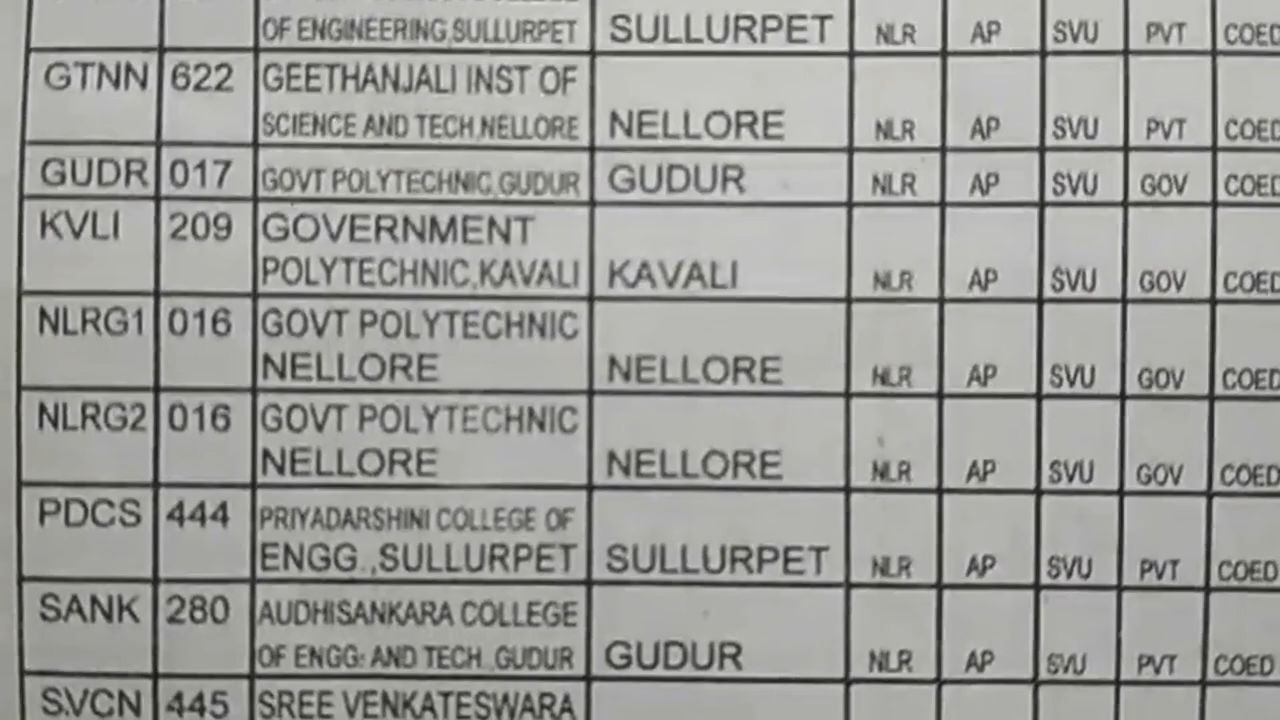 OF ENGINEERING,SULLURPET SULLURPET NLR AP SVU PVT COED
GTNN 622 GEETHANJALI INST OF
SCIENCE AND TECH,NELLORE NELLORE NLR AP SVU PVT COED
GUDR 017 GOVT POLYTECHNIC,GUDUR GUDUR NLR AP SVU GOV COED
KVLI 209 GOVERNMENT
POLYTECHNIC,KAVALI KAVALI NLR AP SVU GOV COED
NLRG1 016 GOVT POLYTECHNIC
NELLORE NELLORE NLR AP SVU GOV COED
NLRG2 016 GOVT POLYTECHNIC
NELLORE NELLORE NLR AP SVU GOV COED
PDCS 444 PRIYADARSHINI COLLEGE OF
ENGG.,SULLURPET SULLURPET NLR AP SVU PVT COED
SANK 280 AUDHISANKARA COLLEGE
OF ENGG. AND TECH.,GUDUR GUDUR NLR AP SVU PVT COED
SVCN 445 SREE VENKATESWARA